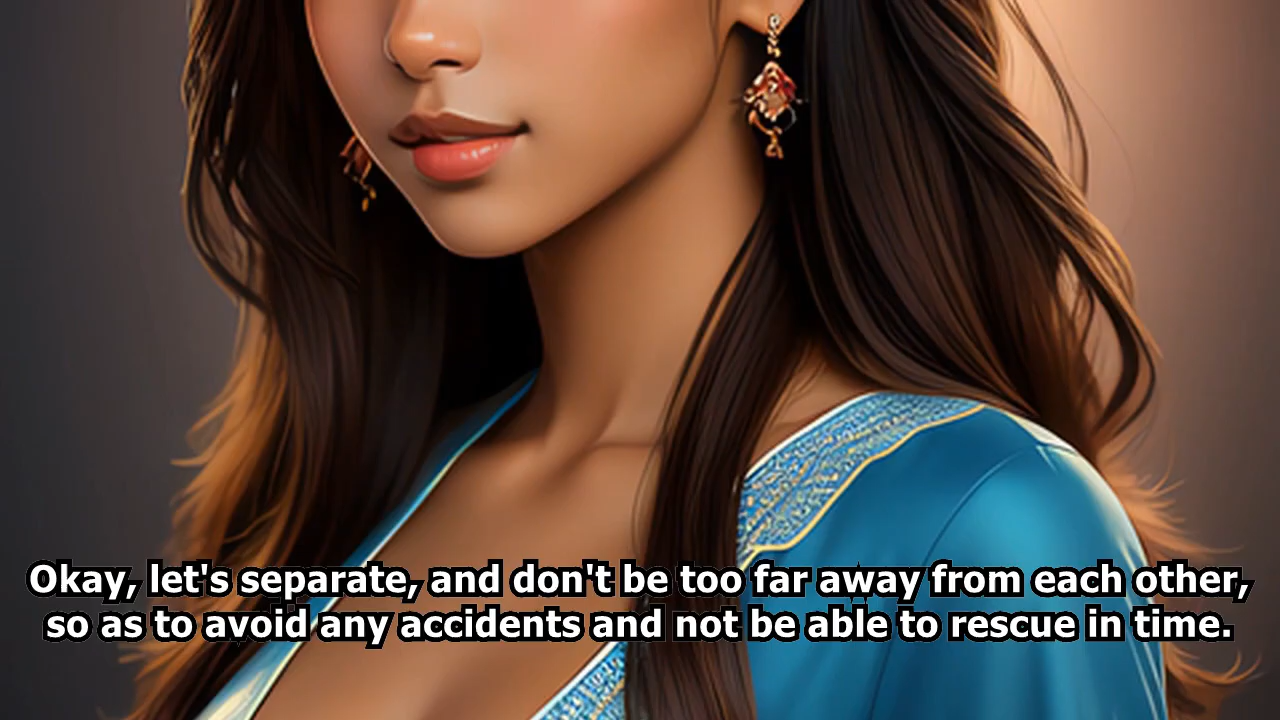 Okay, let's separate, and don't be too far away from each other,
so as to avoid any accidents and not be able to rescue in time.